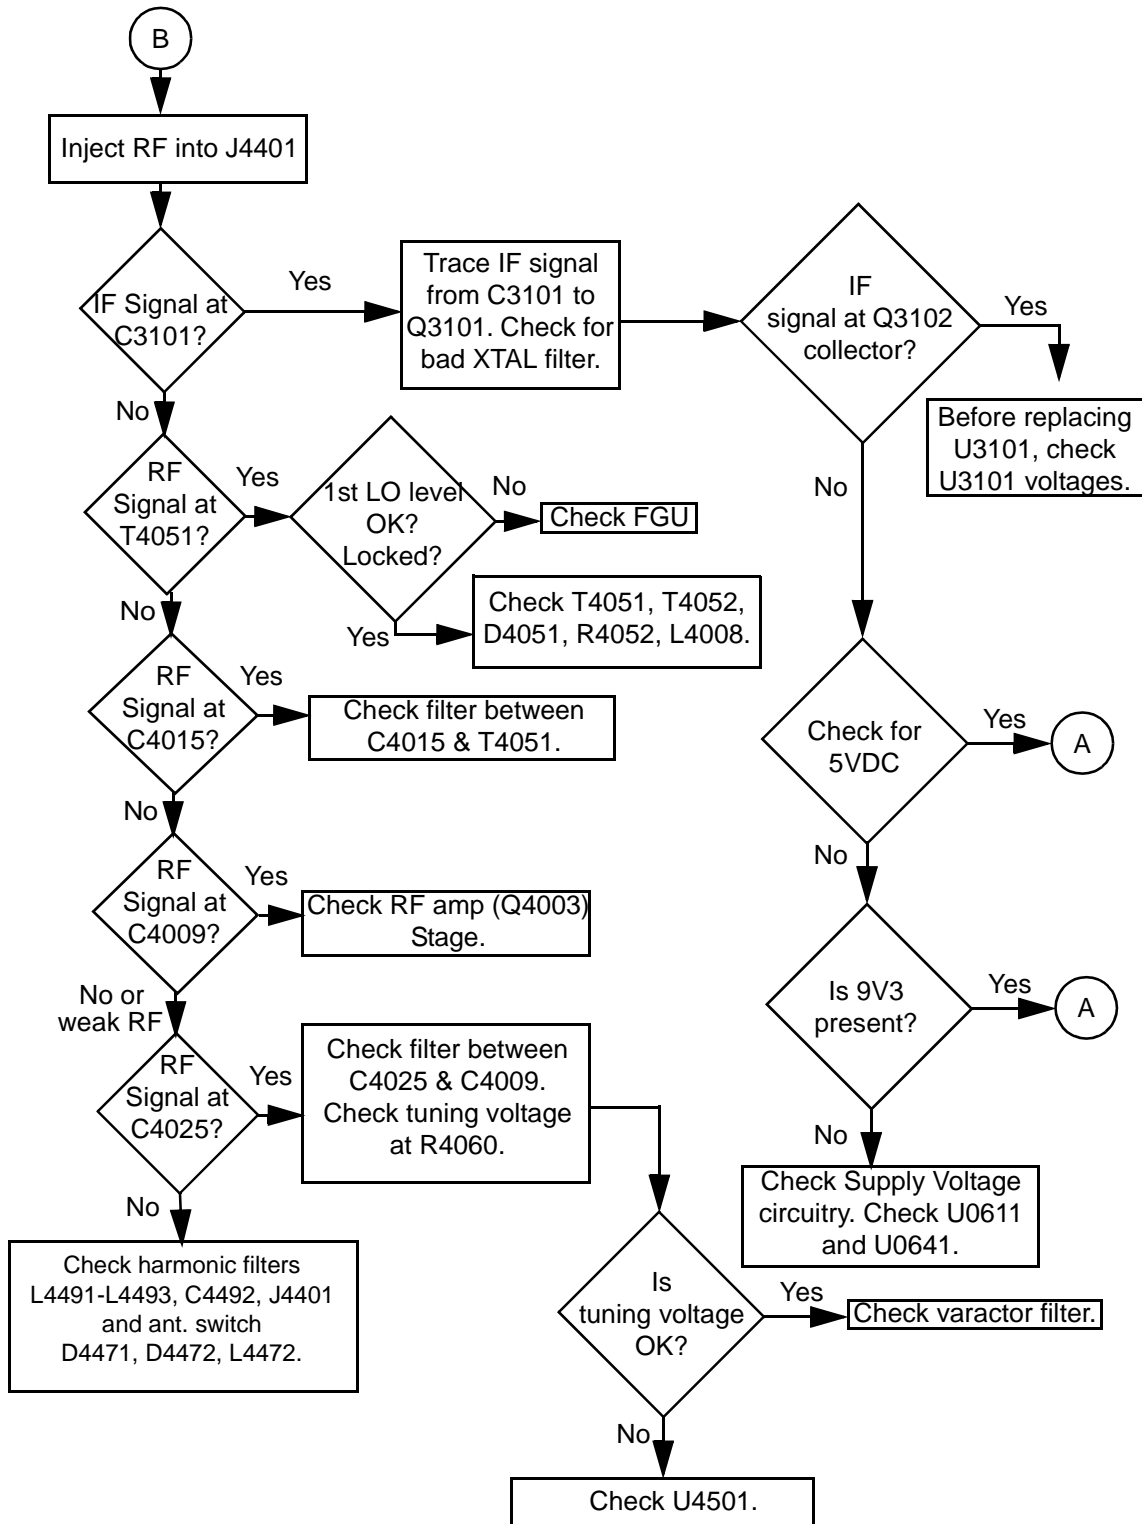 B
Inject RF into J4401
IF Signal at
C3101?
Yes
Trace IF signal
from C3101 to
Q3101. Check for
bad XTAL filter.
IF
signal at Q3102
collector?
Yes
Before replacing
U3101, check
U3101 voltages.
No
No
RF
Signal at
T4051?
Yes
1st LO level
OK?
Locked?
No
Check FGU
Yes
Check T4051, T4052,
D4051, R4052, L4008.
No
RF
Signal at
C4015?
Yes
Check filter between
C4015 & T4051.
Check for
5VDC
Yes
A
No
No
RF
Signal at
C4009?
Yes
Check RF amp (Q4003)
Stage.
Is 9V3
present?
Yes
A
No
No or
weak RF
RF
Signal at
C4025?
Yes
Check filter between
C4025 & C4009.
Check tuning voltage
at R4060.
Check Supply Voltage
circuitry. Check U0611
and U0641.
No
Check harmonic filters
L4491-L4493, C4492, J4401
and ant. switch
D4471, D4472, L4472.
Is
tuning voltage
OK?
Yes
Check varactor filter.
No
Check U4501.